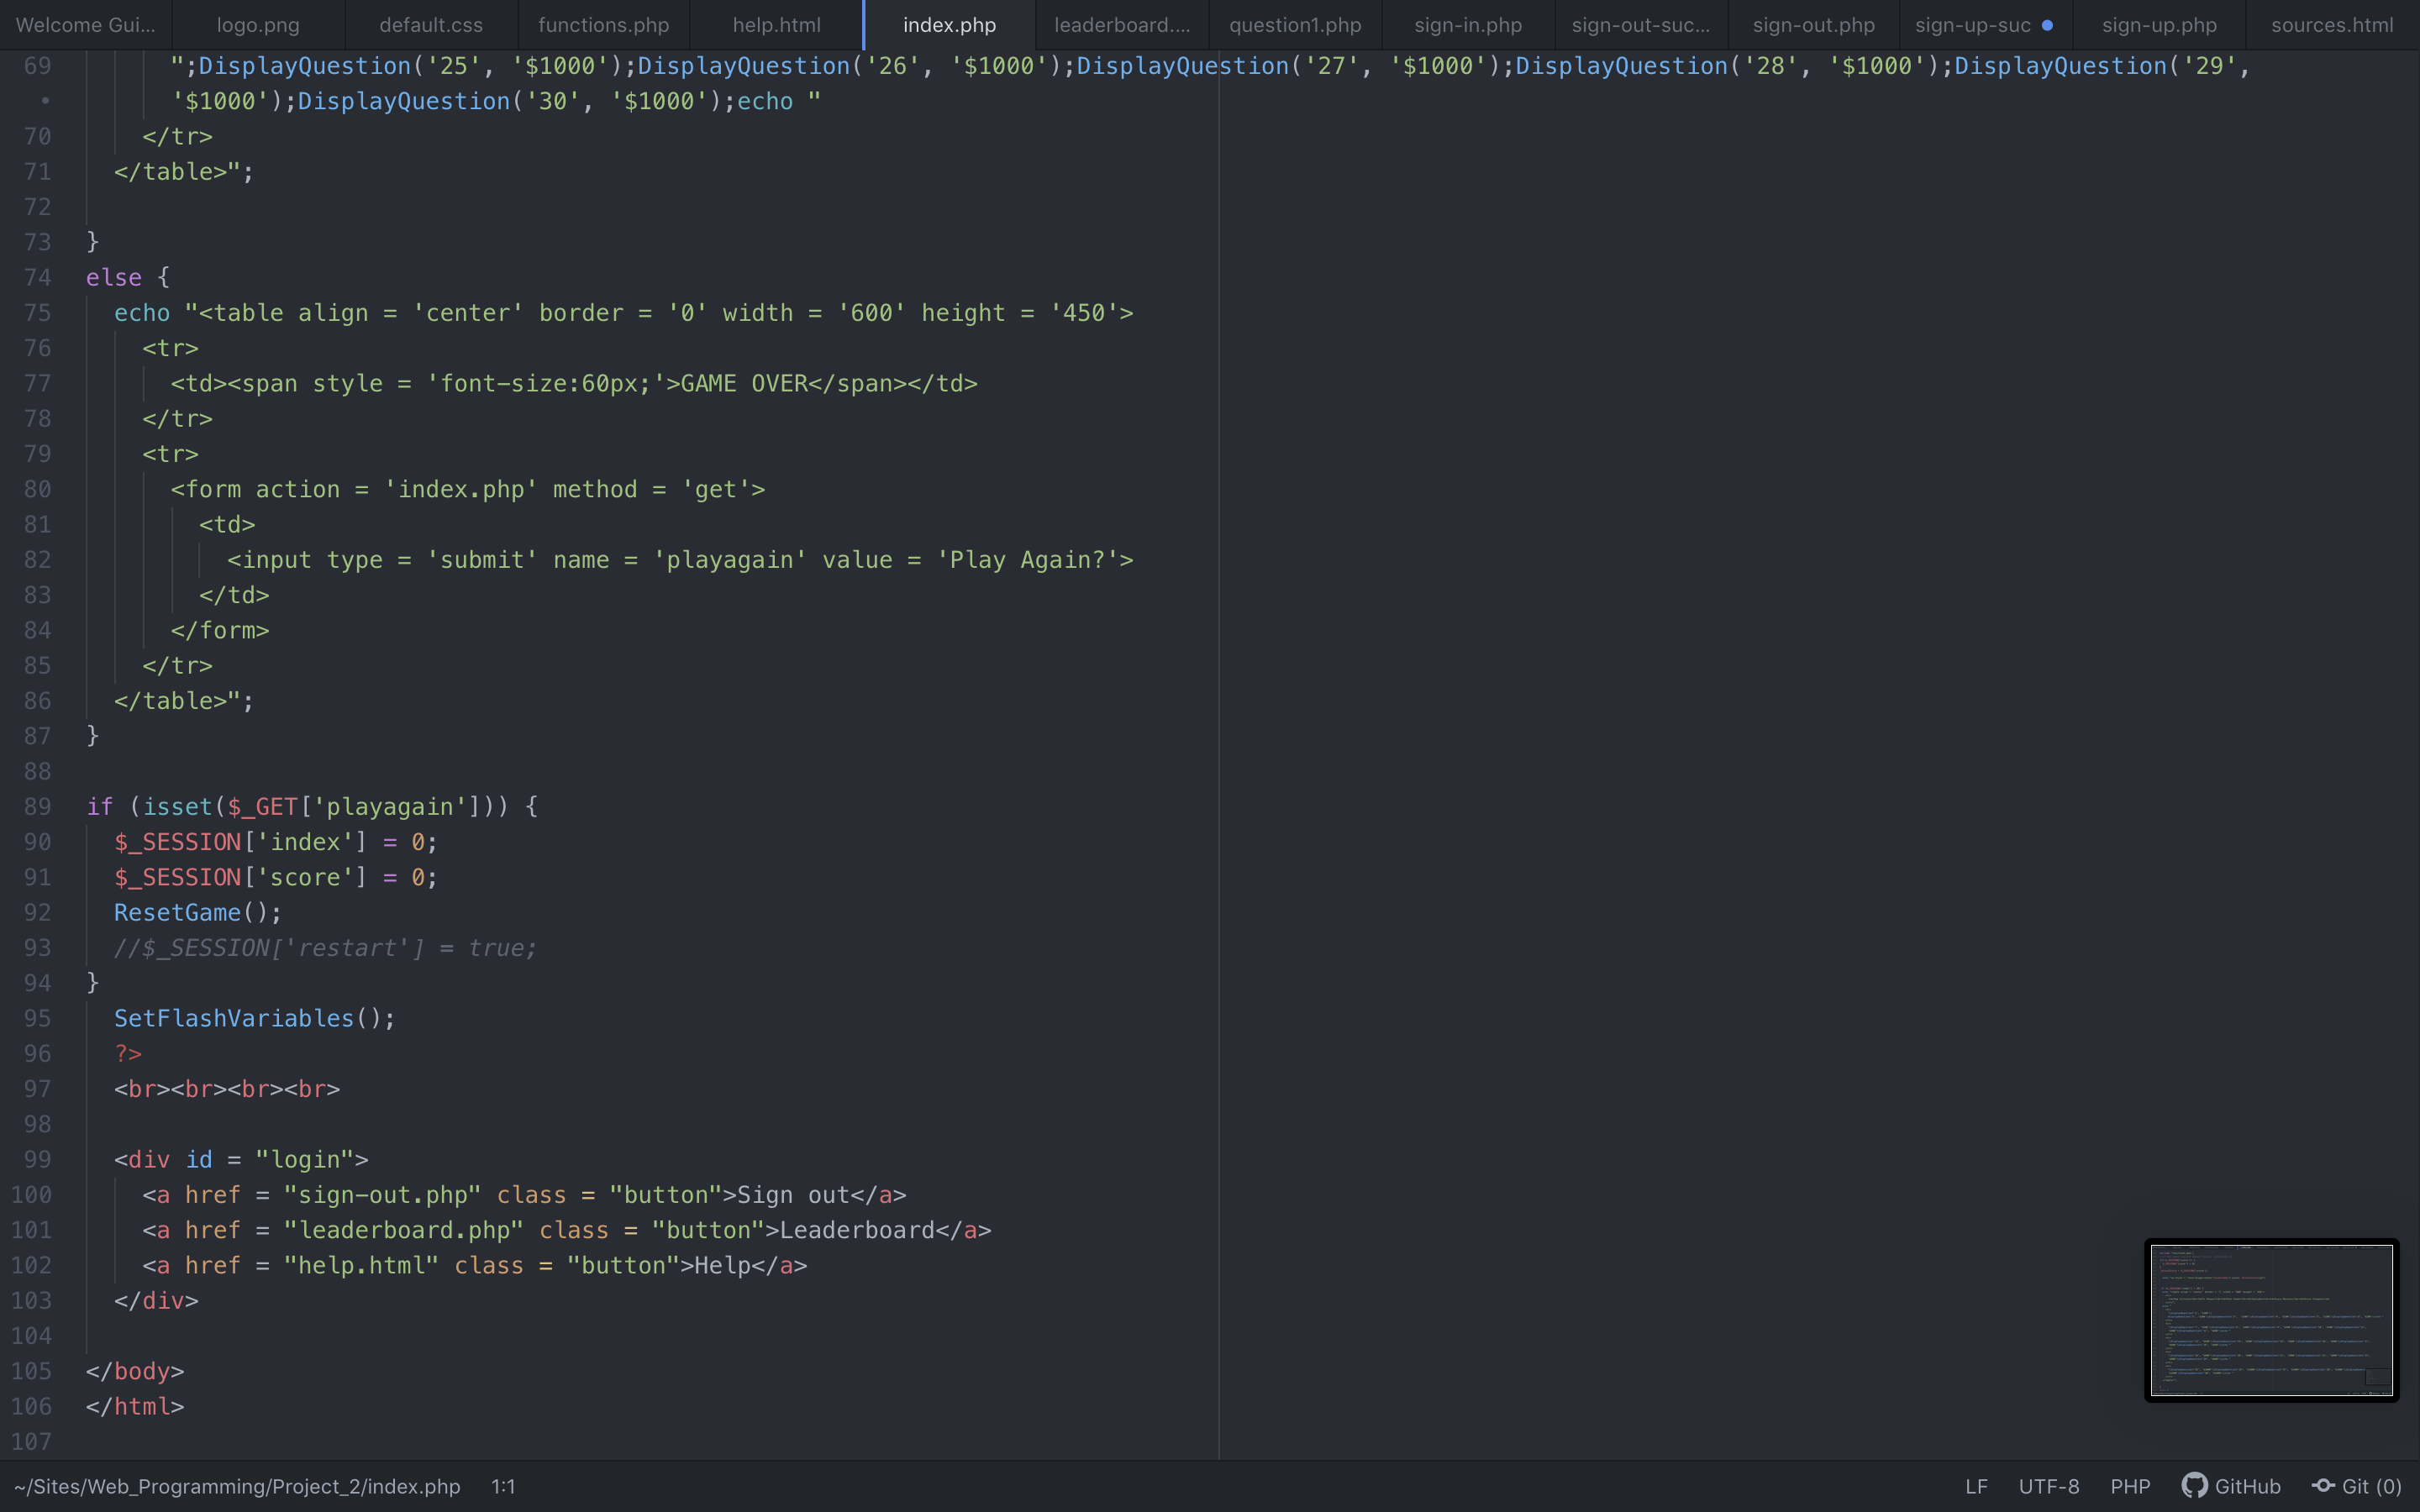 Welcome Gui... logo.png default.css functions.php help.html index.php leaderboard.... question1.php sign-in.php sign-out-suc... sign-out.php sign-up-suc sign-up.php sources.html
69 ";DisplayQuestion('25', '$1000');DisplayQuestion('26', '$1000');DisplayQuestion('27', '$1000');DisplayQuestion('28', '$1000');DisplayQuestion('29',
• '$1000');DisplayQuestion('30', '$1000');echo "
70 </tr>
71 </table>";
72
73 }
74 else {
75 echo "<table align = 'center' border = '0' width = '600' height = '450'>
76 <tr>
77 <td><span style = 'font-size:60px;'>GAME OVER</span></td>
78 </tr>
79 <tr>
80 <form action = 'index.php' method = 'get'>
81 <td>
82 <input type = 'submit' name = 'playagain' value = 'Play Again?'>
83 </td>
84 </form>
85 </tr>
86 </table>";
87 }
88
89 if (isset($_GET['playagain'])) {
90 $_SESSION['index'] = 0;
91 $_SESSION['score'] = 0;
92 ResetGame();
93 //$_SESSION['restart'] = true;
94 }
95 SetFlashVariables();
96 ?>
97 <br><br><br><br>
98
99 <div id = "login">
100 <a href = "sign-out.php" class = "button">Sign out</a>
101 <a href = "leaderboard.php" class = "button">Leaderboard</a>
102 <a href = "help.html" class = "button">Help</a>
103 </div>
104
105 </body>
106 </html>
107
~/Sites/Web_Programming/Project_2/index.php 1:1 LF UTF-8 PHP GitHub Git (0)